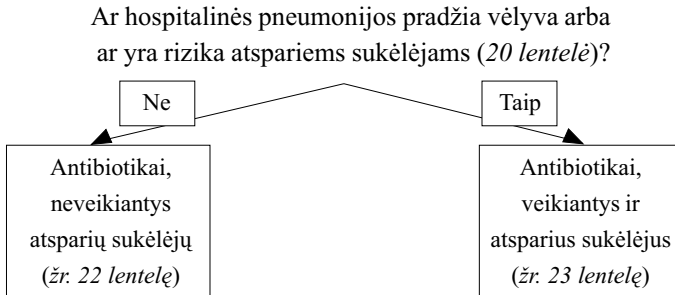 Ar hospitalinės pneumonijos pradžia vėlyva arba
ar yra rizika atspariems sukėlėjams (20 lentelė)?
Ne
Taip
Antibiotikai,
neveikiantys
atsparių sukėlėjų
(žr. 22 lentelę)
Antibiotikai,
veikiantys ir
atsparius sukėlėjus
(žr. 23 lentelę)